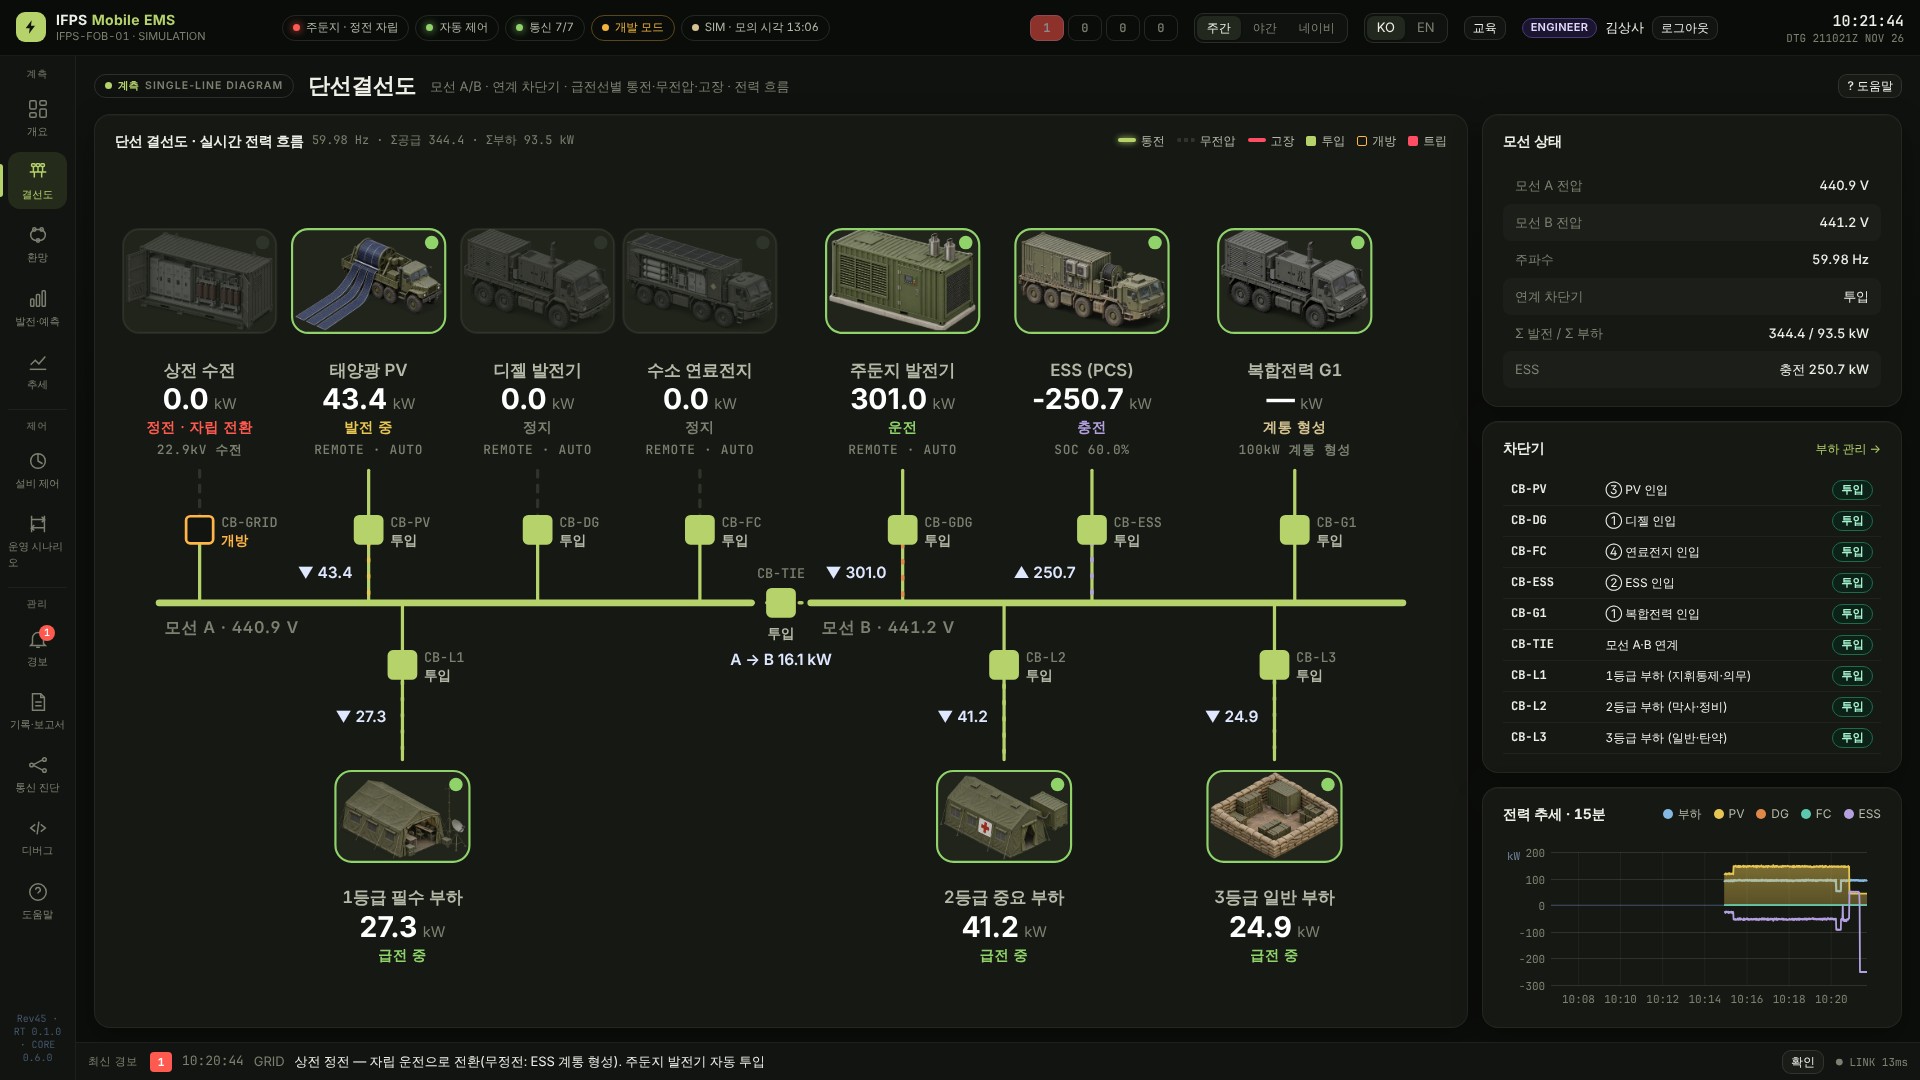 IFPS Mobile EMS
IFPS-FOB-01 · SIMULATION
주둔지 · 정전 자립
자동 제어
통신 7/7
개발 모드
SIM · 모의 시각 13:06
1 0 0 0
주간 야간 네이비
KO EN
교육
ENGINEER 김상사 로그아웃
10:21:44
DTG 211021Z NOV 26
계측
개요
결선도
환망
발전·예측
추세
제어
설비 제어
운영 시나리오
관리
1
경보
기록·보고서
통신 진단
디버그
도움말
Rev45 · RT 0.1.0 · CORE 0.6.0
계측 SINGLE-LINE DIAGRAM
단선결선도
모선 A/B · 연계 차단기 · 급전선별 통전·무전압·고장 · 전력 흐름
? 도움말
단선 결선도 · 실시간 전력 흐름
59.98 Hz · Σ공급 344.4 · Σ부하 93.5 kW
통전 무전압 고장 투입 개방 트립
상전 수전
0.0 kW
정전 · 자립 전환
22.9kV 수전
태양광 PV
43.4 kW
발전 중
REMOTE · AUTO
디젤 발전기
0.0 kW
정지
REMOTE · AUTO
수소 연료전지
0.0 kW
정지
REMOTE · AUTO
주둔지 발전기
301.0 kW
운전
REMOTE · AUTO
ESS (PCS)
-250.7 kW
충전
SOC 60.0%
복합전력 G1
— kW
계통 형성
100kW 계통 형성
CB-GRID
개방
CB-PV
투입
CB-DG
투입
CB-FC
투입
CB-GDG
투입
CB-ESS
투입
CB-G1
투입
▼ 43.4
CB-TIE
▼ 301.0
▲ 250.7
모선 A · 440.9 V
투입
모선 B · 441.2 V
A → B 16.1 kW
CB-L1
투입
CB-L2
투입
CB-L3
투입
▼ 27.3
▼ 41.2
▼ 24.9
1등급 필수 부하
27.3 kW
급전 중
2등급 중요 부하
41.2 kW
급전 중
3등급 일반 부하
24.9 kW
급전 중
모선 상태
모선 A 전압 440.9 V
모선 B 전압 441.2 V
주파수 59.98 Hz
연계 차단기 투입
Σ 발전 / Σ 부하 344.4 / 93.5 kW
ESS 충전 250.7 kW
차단기
부하 관리 →
CB-PV ③ PV 인입 투입
CB-DG ① 디젤 인입 투입
CB-FC ④ 연료전지 인입 투입
CB-ESS ② ESS 인입 투입
CB-G1 ① 복합전력 인입 투입
CB-TIE 모선 A·B 연계 투입
CB-L1 1등급 부하 (지휘통제·의무) 투입
CB-L2 2등급 부하 (막사·정비) 투입
CB-L3 3등급 부하 (일반·탄약) 투입
전력 추세 · 15분
부하 PV DG FC ESS
kW
200
100
0
-100
-200
-300
10:08 10:10 10:12 10:14 10:16 10:18 10:20
최신 경보 1 10:20:44 GRID 상전 정전 — 자립 운전으로 전환(무정전: ESS 계통 형성). 주둔지 발전기 자동 투입
확인
LINK 13ms